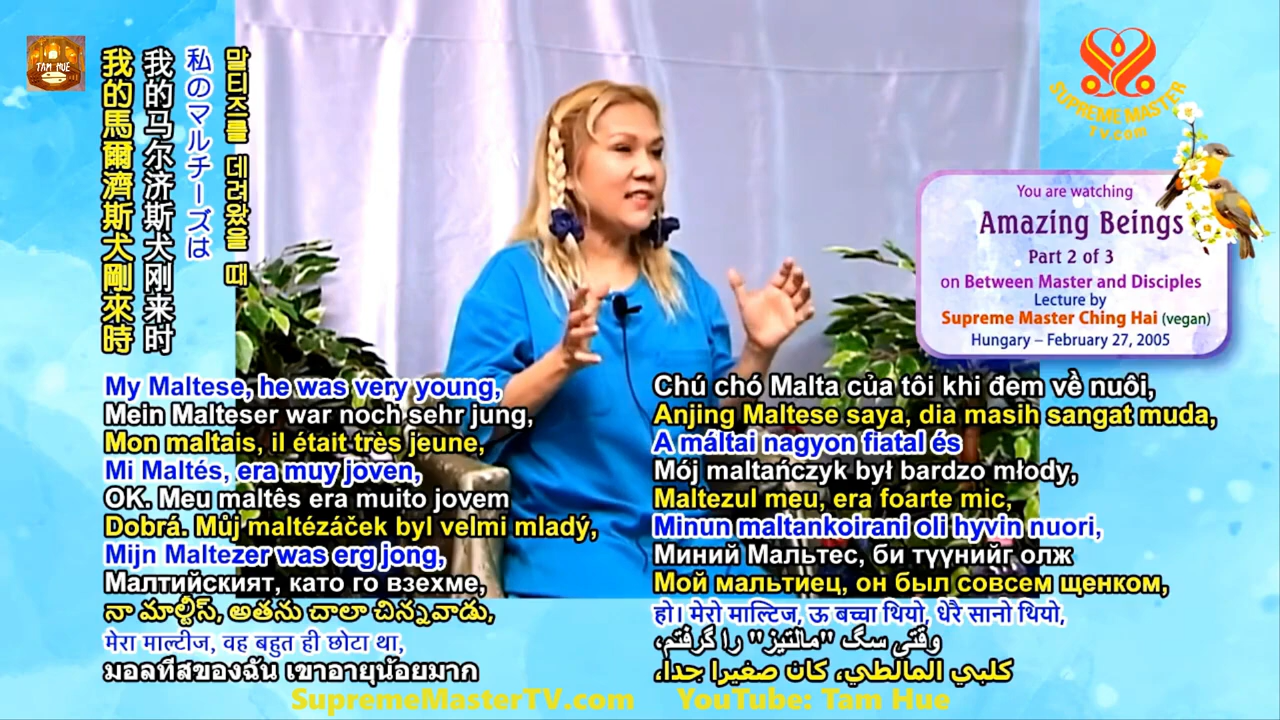 TAM HUE
我的馬爾濟斯犬剛來時
我的马尔济斯犬刚来时
私のマルチーズは
말티즈를 데려왔을 때
SUPREME MASTER
TV.com
You are watching
Amazing Beings
Part 2 of 3
on Between Master and Disciples
Lecture by
Supreme Master Ching Hai (vegan)
Hungary – February 27, 2005
My Maltese, he was very young,
Mein Malteser war noch sehr jung,
Mon maltais, il était très jeune,
Mi Maltés, era muy joven,
OK. Meu maltês era muito jovem
Dobrá. Můj maltézáček byl velmi mladý,
Mijn Maltezer was erg jong,
Малтийският, като го взехме,
నా మాల్టీస్, అతను చాలా చిన్నవాడు,
मेरा माल्टीज, वह बहुत ही छोटा था,
มอลทีสของฉัน เขาอายุน้อยมาก
Chú chó Malta của tôi khi đem về nuôi,
Anjing Maltese saya, dia masih sangat muda,
A máltai nagyon fiatal és
Mój maltańczyk był bardzo młody,
Maltezul meu, era foarte mic,
Minun maltankoirani oli hyvin nuori,
Миний Мальтес, би түүнийг олж
Мой мальтиец, он был совсем щенком,
हो। मेरो माल्टिज, ऊ बच्चा थियो, धेरै सानो थियो,
وقتی سگ "مالتیز" را گرفتم،
كلبي المالطي، كان صغيرا جدا،
SupremeMasterTV.com
YouTube: Tam Hue